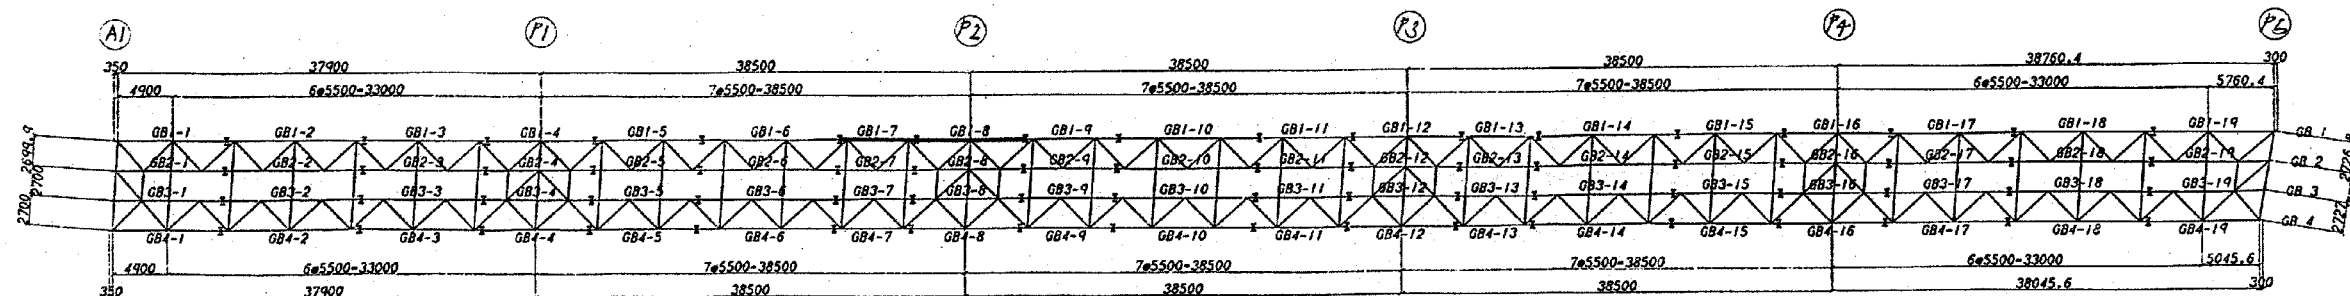 A1 P1 P2 P3 P4 P5
350 37900 38500 38500 38500 38760.4 300
4900 6@5500-33000 7@5500-38500 7@5500-38500 7@5500-38500 6@5500-33000 5760.4
GB1-1 GB1-2 GB1-3 GB1-4 GB1-5 GB1-6 GB1-7 GB1-8 GB1-9 GB1-10 GB1-11 GB1-12 GB1-13 GB1-14 GB1-15 GB1-16 GB1-17 GB1-18 GB1-19 GB 1
2699.9
GB2-1 GB2-2 GB2-3 GB2-4 GB2-5 GB2-6 GB2-7 GB2-8 GB2-9 GB2-10 GB2-11 GB2-12 GB2-13 GB2-14 GB2-15 GB2-16 GB2-17 GB2-18 GB2-19 GB 2
2700
GB3-1 GB3-2 GB3-3 GB3-4 GB3-5 GB3-6 GB3-7 GB3-8 GB3-9 GB3-10 GB3-11 GB3-12 GB3-13 GB3-14 GB3-15 GB3-16 GB3-17 GB3-18 GB3-19 GB 3
2700
GB4-1 GB4-2 GB4-3 GB4-4 GB4-5 GB4-6 GB4-7 GB4-8 GB4-9 GB4-10 GB4-11 GB4-12 GB4-13 GB4-14 GB4-15 GB4-16 GB4-17 GB4-18 GB4-19 GB 4
4900 6@5500-33000 7@5500-38500 7@5500-38500 7@5500-38500 6@5500-33000 5045.6
350 37900 38500 38500 38500 38045.6 300